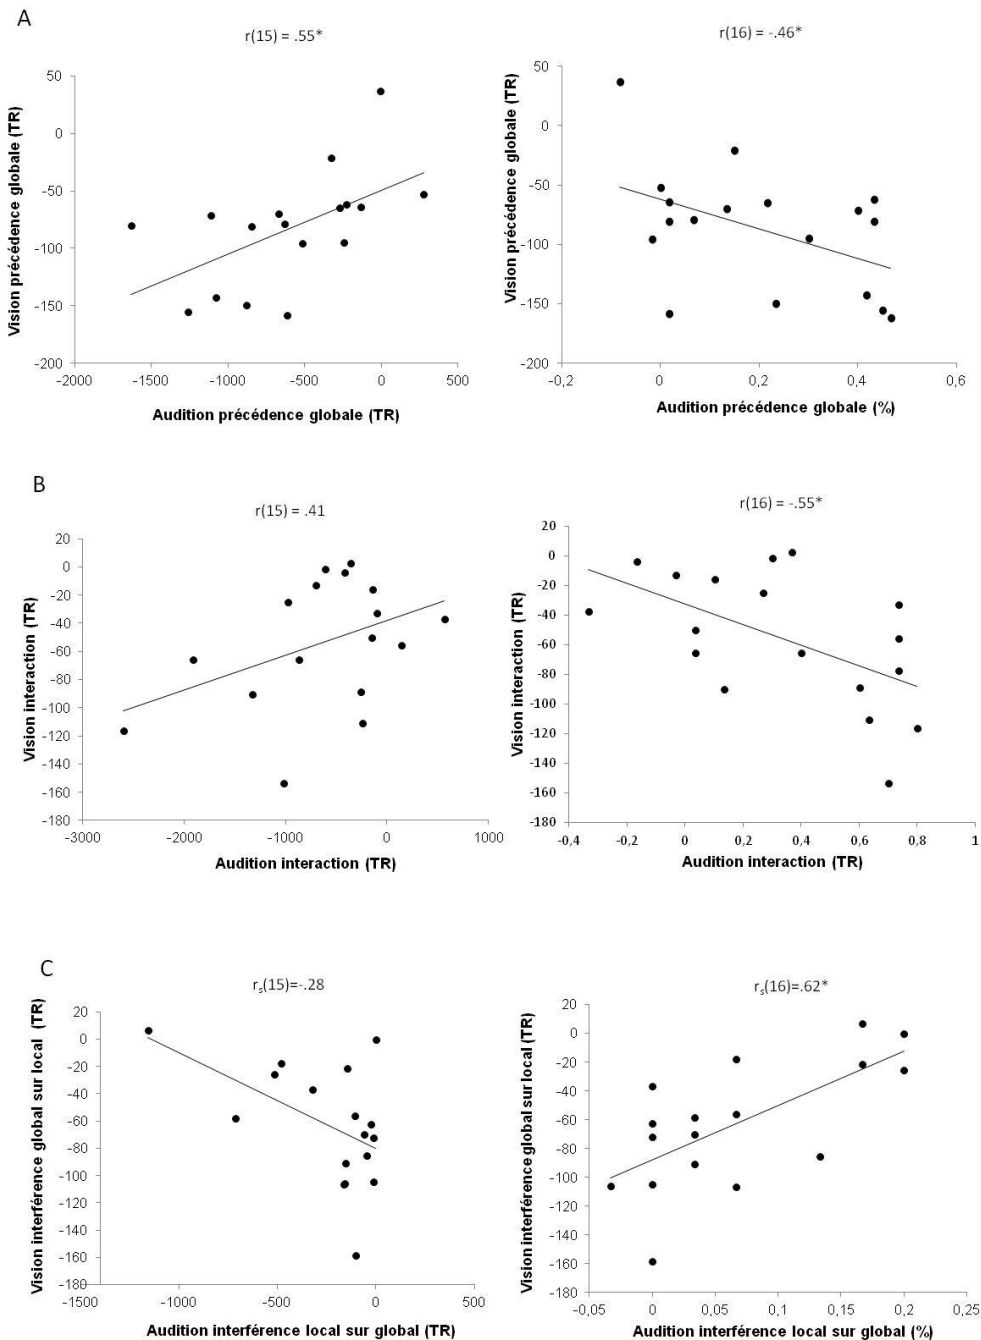 A
r(15) = .55*
50
0
-50
-100
-150
-200
-2000 -1500 -1000 -500 0 500
Vision précédence globale (TR)
Audition précédence globale (TR)
r(16) = -.46*
50
0
-50
-100
-150
-200
-0,2 0 0,2 0,4 0,6
Vision précédence globale (TR)
Audition précédence globale (%)
B
r(15) = .41
20
0
-20
-40
-60
-80
-100
-120
-140
-160
-180
-3000 -2000 -1000 0 1000
Vision interaction (TR)
Audition interaction (TR)
r(16) = -.55*
20
0
-20
-40
-60
-80
-100
-120
-140
-160
-180
-0,4 -0,2 0 0,2 0,4 0,6 0,8 1
Vision interaction (TR)
Audition interaction (TR)
C
rs(15)=-.28
20
0
-20
-40
-60
-80
-100
-120
-140
-160
-180
-1500 -1000 -500 0 500
Vision interférence global sur local (TR)
Audition interférence local sur global (TR)
rs(16)=.62*
20
0
-20
-40
-60
-80
-100
-120
-140
-160
-180
-0,05 0 0,05 0,1 0,15 0,2 0,25
Vision interférence global sur local (TR)
Audition interférence local sur global (%)